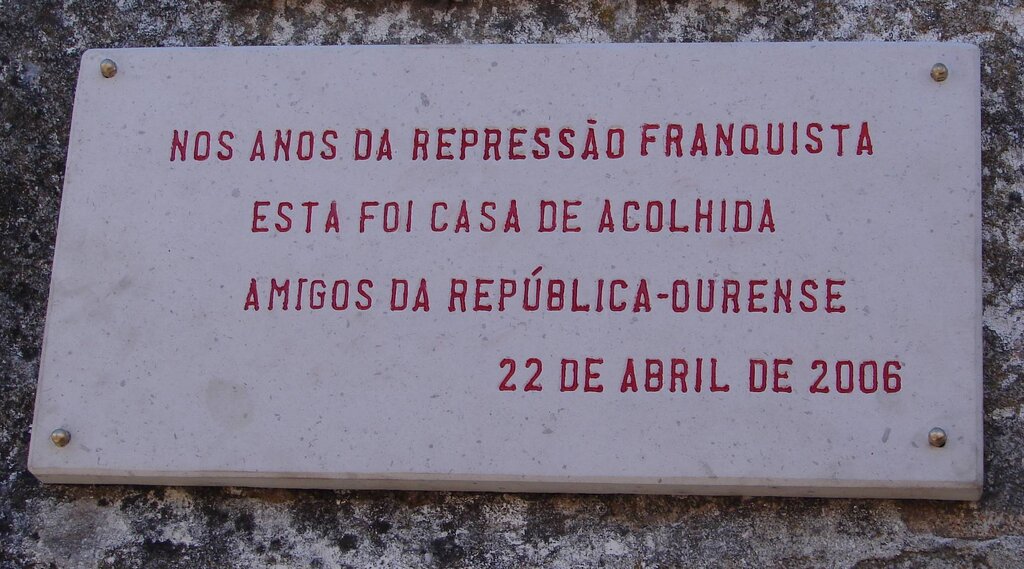 NOS ANOS DA REPRESSÃO FRANQUISTA
ESTA FOI CASA DE ACOLHIDA
AMIGOS DA REPÚBLICA-OURENSE
22 DE ABRIL DE 2006